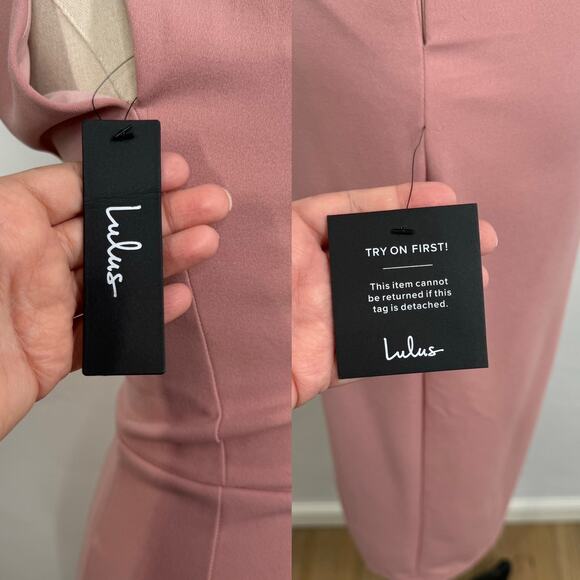 Lulus
TRY ON FIRST!
This item cannot
be returned if this
tag is detached.
Lulus